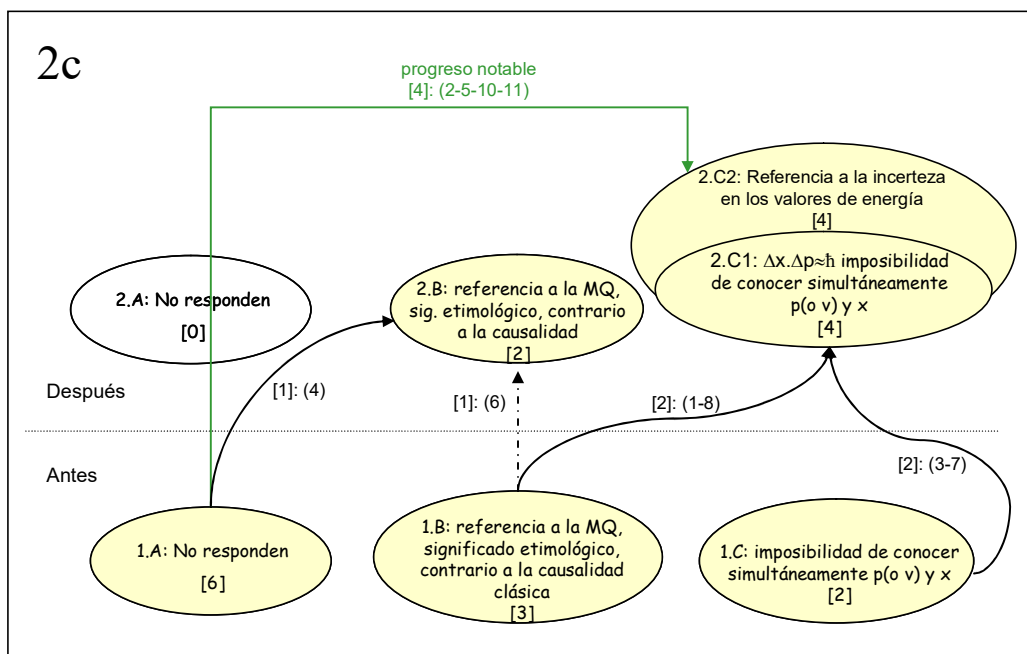 2c
progreso notable
[4]: (2-5-10-11)
2.C2: Referencia a la incerteza
en los valores de energía
[4]
2.C1: Δx.Δp≈ħ imposibilidad
de conocer simultáneamente
p(o v) y x
[4]
2.A: No responden
[0]
2.B: referencia a la MQ,
sig. etimológico, contrario
a la causalidad
[2]
Después
[1]: (4)
[1]: (6)
[2]: (1-8)
[2]: (3-7)
Antes
1.A: No responden
[6]
1.B: referencia a la MQ,
significado etimológico,
contrario a la causalidad
clásica
[3]
1.C: imposibilidad de conocer
simultáneamente p(o v) y x
[2]